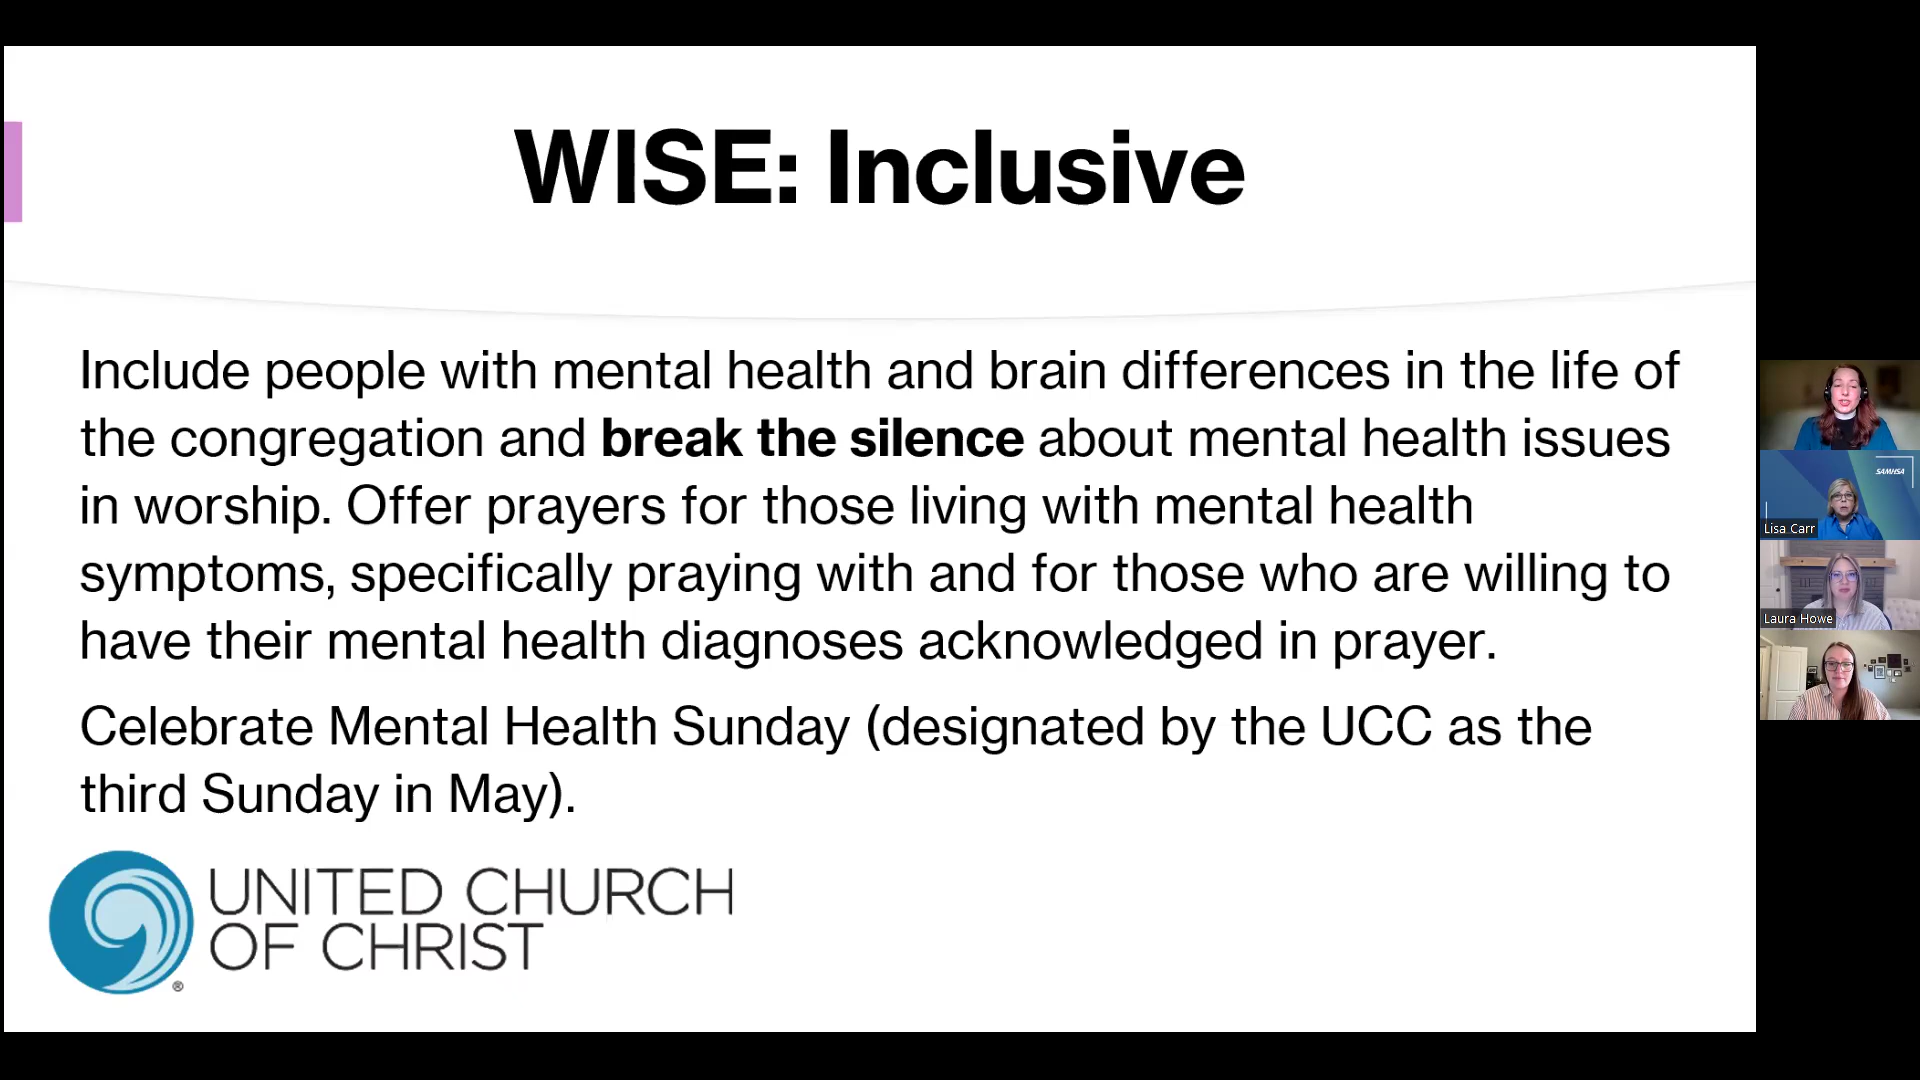 WISE: Inclusive
Include people with mental health and brain differences in the life of
the congregation and break the silence about mental health issues
in worship. Offer prayers for those living with mental health
symptoms, specifically praying with and for those who are willing to
have their mental health diagnoses acknowledged in prayer.
Celebrate Mental Health Sunday (designated by the UCC as the
third Sunday in May).
UNITED CHURCH
OF CHRIST
®
SAMHSA
Lisa Carr
Laura Howe